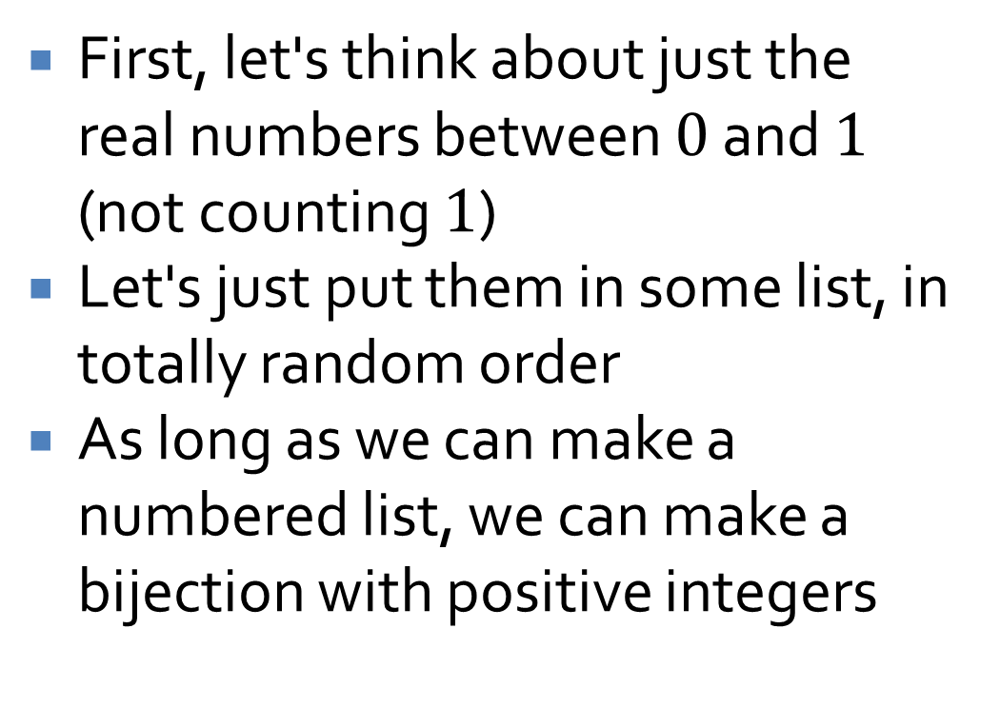 ▪ First, let's think about just the
real numbers between 0 and 1
(not counting 1)
▪ Let's just put them in some list, in
totally random order
▪ As long as we can make a
numbered list, we can make a
bijection with positive integers